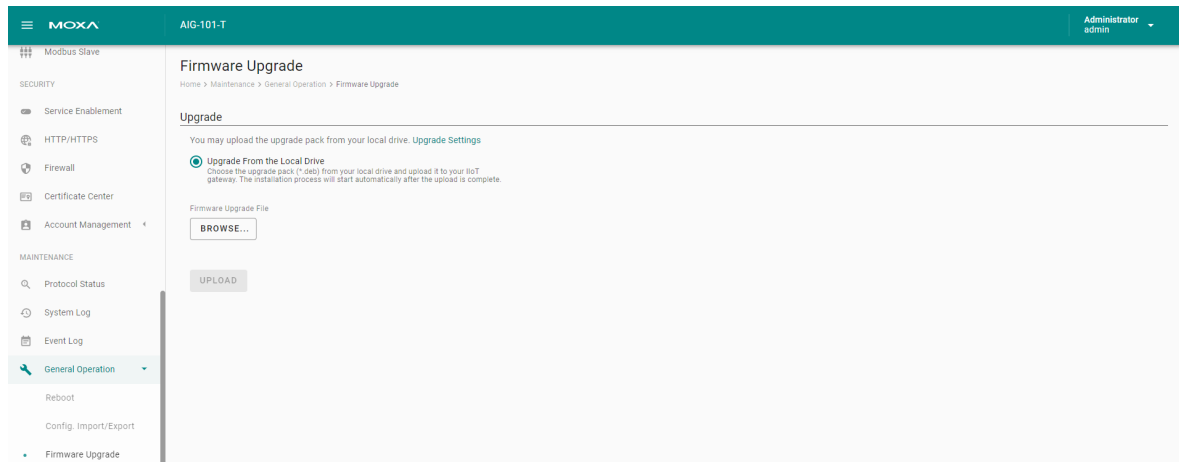 MOXA
AIG-101-T
Administrator
admin
Modbus Slave
SECURITY
Service Enablement
HTTP/HTTPS
Firewall
Certificate Center
Account Management
MAINTENANCE
Protocol Status
System Log
Event Log
General Operation
Reboot
Config. Import/Export
Firmware Upgrade
Firmware Upgrade
Home > Maintenance > General Operation > Firmware Upgrade
Upgrade
You may upload the upgrade pack from your local drive. Upgrade Settings
Upgrade From the Local Drive
Choose the upgrade pack (*.deb) from your local drive and upload it to your IIoT
gateway. The installation process will start automatically after the upload is complete.
Firmware Upgrade File
BROWSE...
UPLOAD